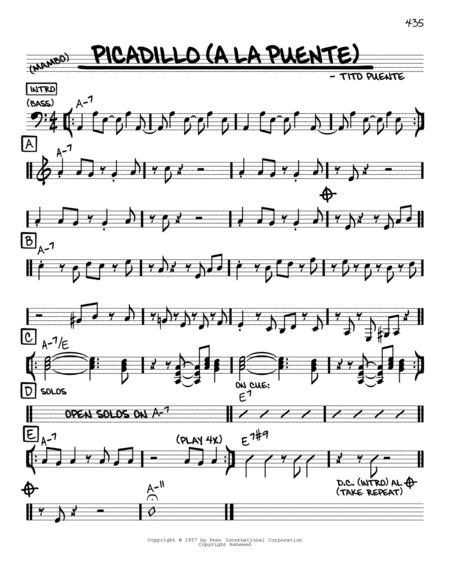 435
PICADILLO (A LA PUENTE)
(MAMBO)
- TITO PUENTE
INTRO
(BASS)
A-7
A
A-7
B
A-7
C
A-7/E
D SOLOS
ON CUE:
E7
OPEN SOLOS ON A-7
E
A-7
(PLAY 4X)
E7#9
D.C. (INTRO) AL
(TAKE REPEAT)
A-11
Copyright © 1957 by Peer International Corporation
Copyright Renewed